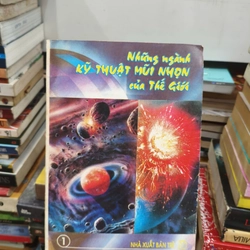 Những ngành
KỸ THUẬT MŨI NHỌN
của Thế Giới
1
NHÀ XUẤT BẢN